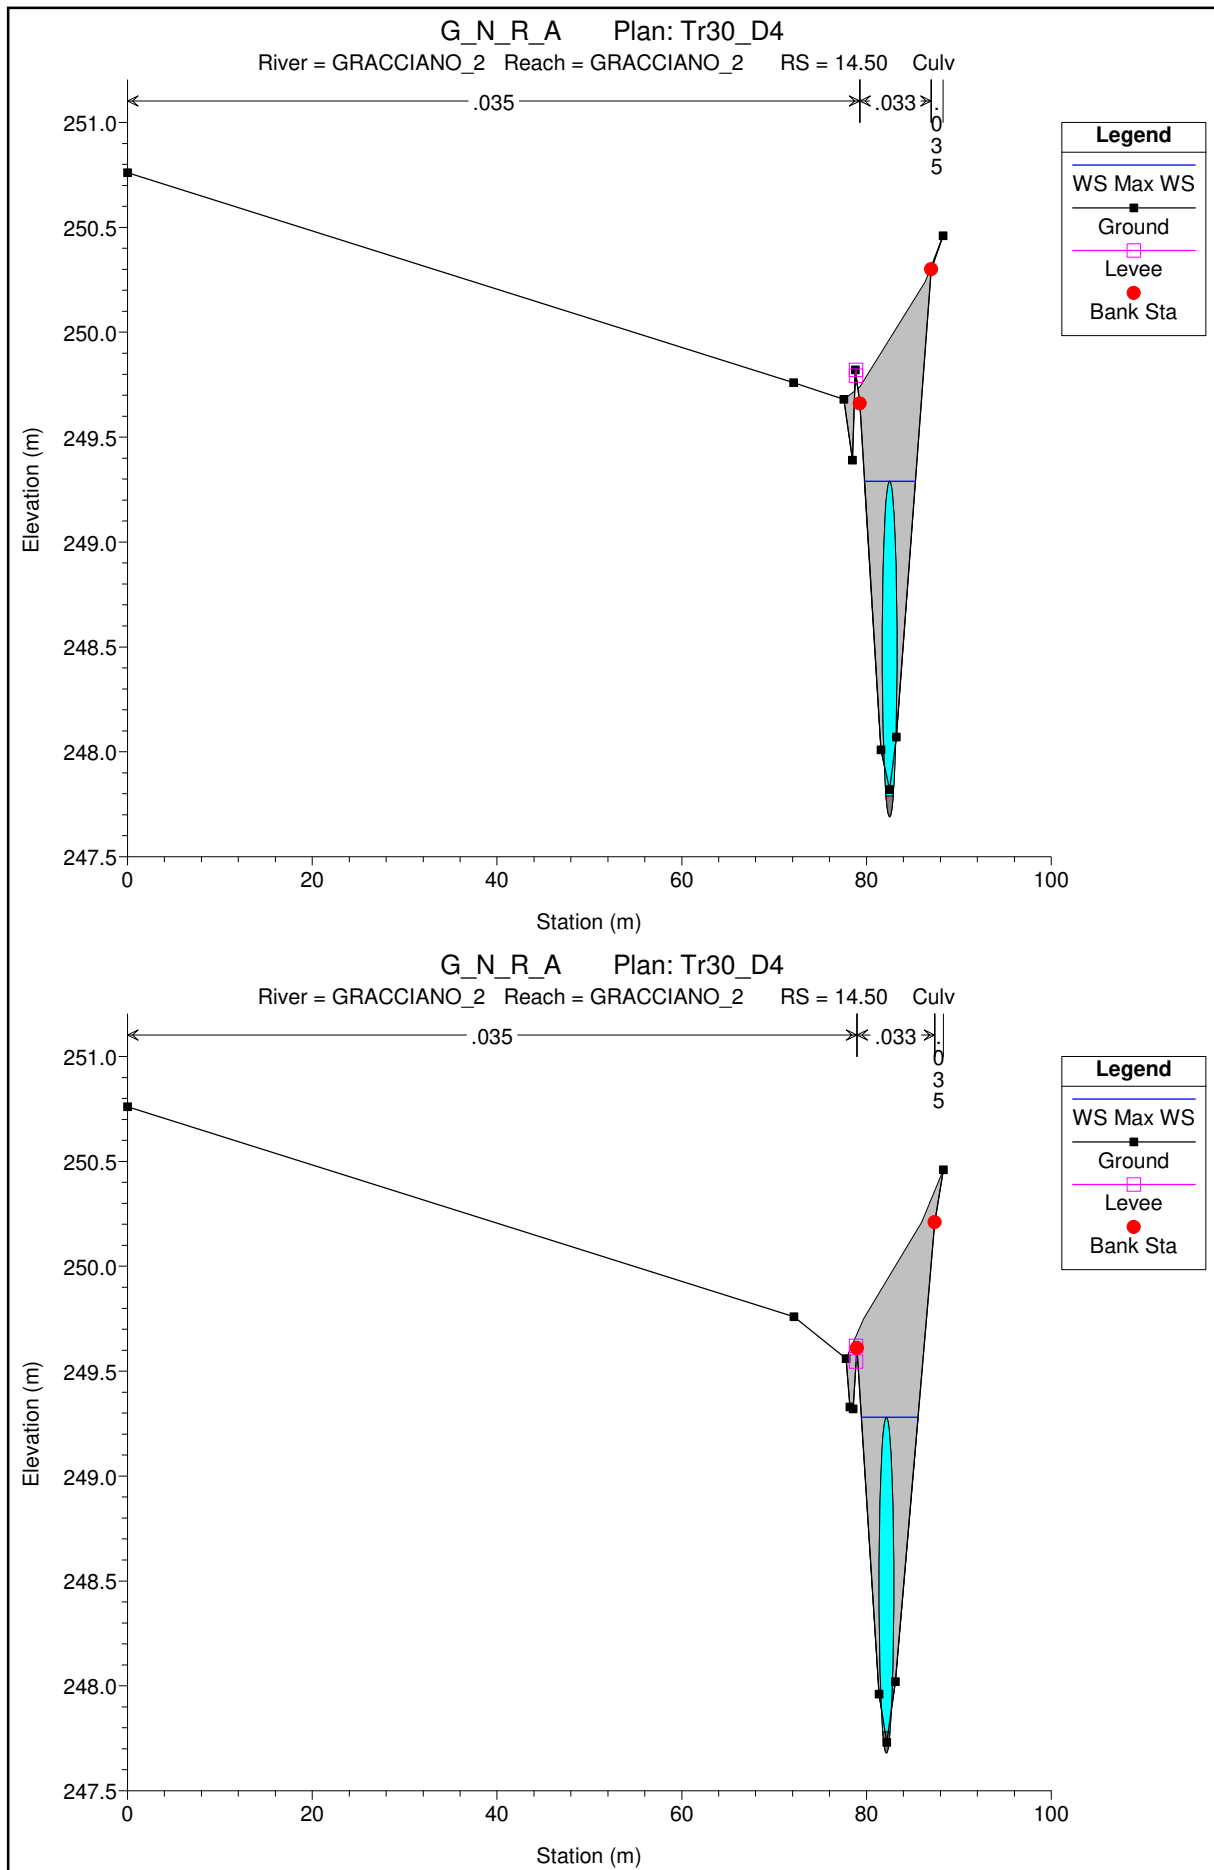 G_N_R_A Plan: Tr30_D4
River = GRACCIANO_2 Reach = GRACCIANO_2 RS = 14.50 Culv
.035
.033
.
0
3
5
251.0
250.5
250.0
249.5
249.0
248.5
248.0
247.5
Elevation (m)
0 20 40 60 80 100
Station (m)
Legend
WS Max WS
Ground
Levee
Bank Sta
G_N_R_A Plan: Tr30_D4
River = GRACCIANO_2 Reach = GRACCIANO_2 RS = 14.50 Culv
.035
.033
.
0
3
5
251.0
250.5
250.0
249.5
249.0
248.5
248.0
247.5
Elevation (m)
0 20 40 60 80 100
Station (m)
Legend
WS Max WS
Ground
Levee
Bank Sta